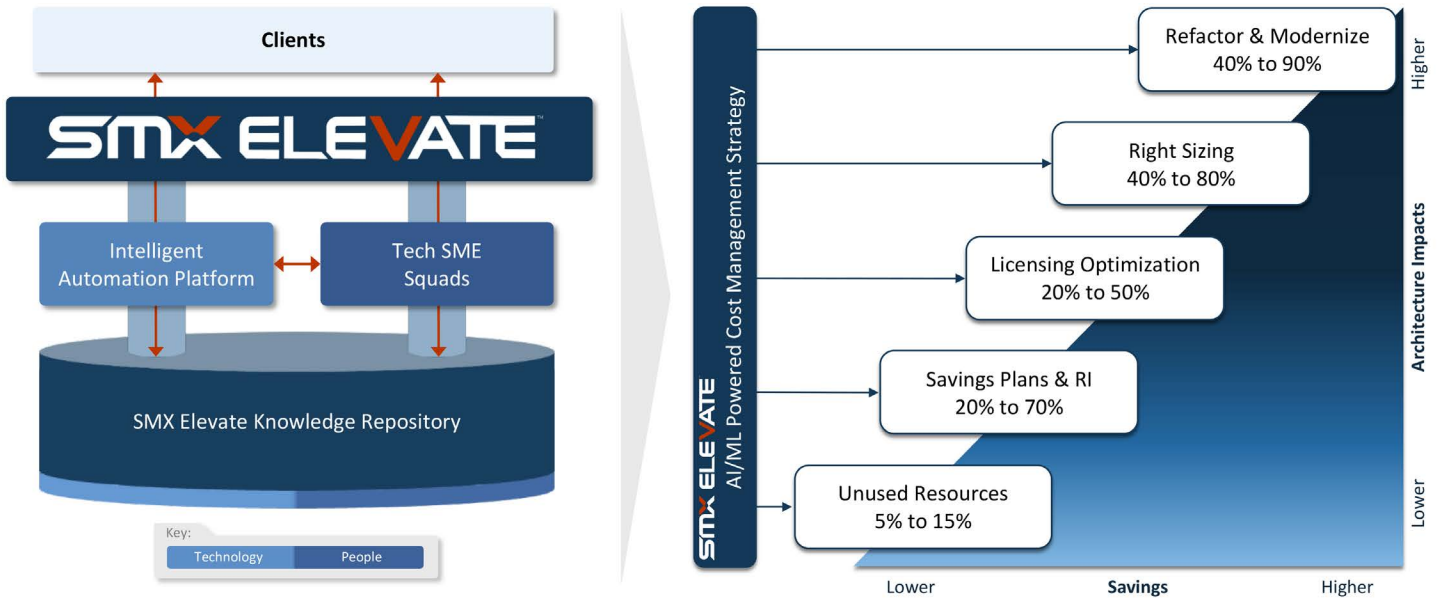 Clients
SMX ELEVATE™
Intelligent
Automation Platform
Tech SME
Squads
SMX Elevate Knowledge Repository
Key:
Technology
People
SMX ELEVATE
AI/ML Powered Cost Management Strategy
Refactor & Modernize
40% to 90%
Right Sizing
40% to 80%
Licensing Optimization
20% to 50%
Savings Plans & RI
20% to 70%
Unused Resources
5% to 15%
Higher
Architecture Impacts
Lower
Lower
Savings
Higher